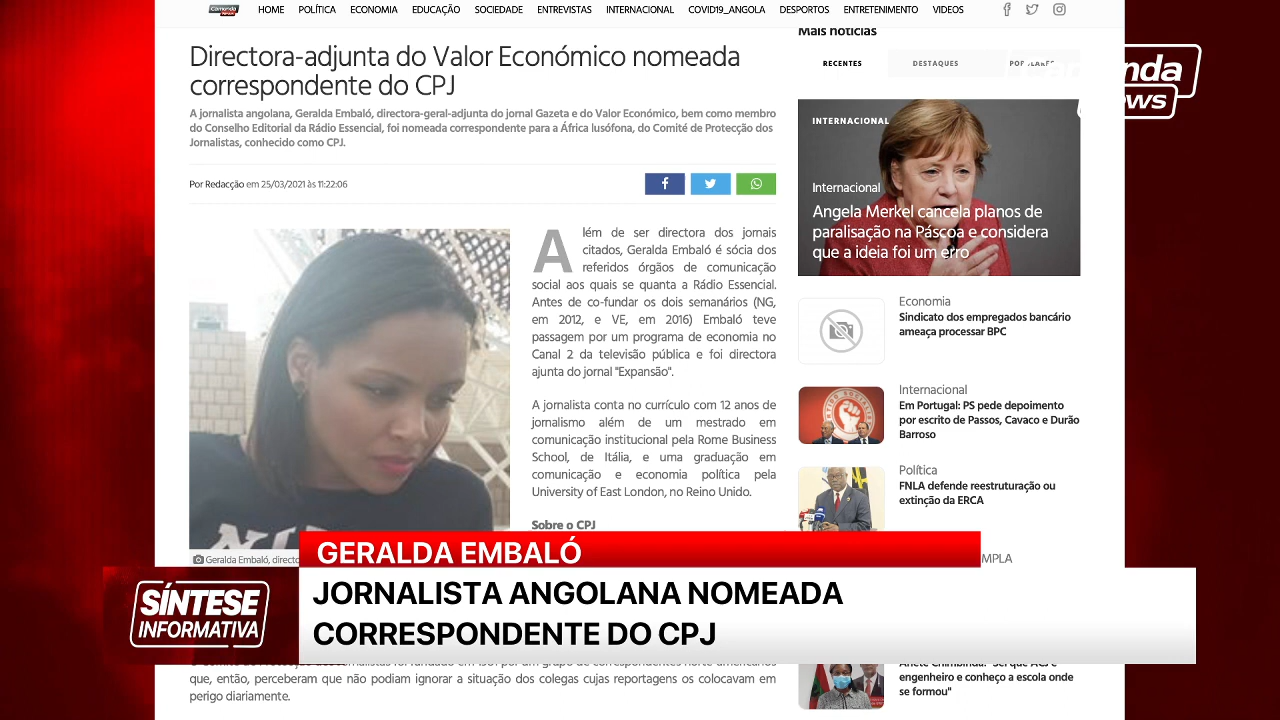 Camunda News
HOME POLÍTICA ECONOMIA EDUCAÇÃO SOCIEDADE ENTREVISTAS INTERNACIONAL COVID19_ANGOLA DESPORTOS ENTRETENIMENTO VIDEOS
Directora-adjunta do Valor Económico nomeada
correspondente do CPJ
A jornalista angolana, Geralda Embaló, directora-geral-adjunta do jornal Gazeta e do Valor Económico, bem como membro
do Conselho Editorial da Rádio Essencial, foi nomeada correspondente para a África lusófona, do Comité de Protecção dos
Jornalistas, conhecido como CPJ.
Por Redacção em 25/03/2021 às 11:22:06
Além de ser directora dos jornais
citados, Geralda Embaló é sócia dos
referidos órgãos de comunicação
social aos quais se quanta a Rádio Essencial.
Antes de co-fundar os dois semanários (NG,
em 2012, e VE, em 2016) Embaló teve
passagem por um programa de economia no
Canal 2 da televisão pública e foi directora
ajunta do jornal "Expansão".
A jornalista conta no currículo com 12 anos de
jornalismo além de um mestrado em
comunicação institucional pela Rome Business
School, de Itália, e uma graduação em
comunicação e economia política pela
University of East London, no Reino Unido.
Sobre o CPJ
Geralda Embaló,
que, então, perceberam que não podiam ignorar a situação dos colegas cujas reportagens os colocavam em
perigo diariamente.
Mais notícias
RECENTES DESTAQUES
INTERNACIONAL
Internacional
Angela Merkel cancela planos de
paralisação na Páscoa e considera
que a ideia foi um erro
Economia
Sindicato dos empregados bancário
ameaça processar BPC
Internacional
Em Portugal: PS pede depoimento
por escrito de Passos, Cavaco e Durão
Barroso
Política
FNLA defende reestruturação ou
extinção da ERCA
MPLA
engenheiro e conheço a escola onde
se formou"
GERALDA EMBALÓ
JORNALISTA ANGOLANA NOMEADA
CORRESPONDENTE DO CPJ
SÍNTESE
INFORMATIVA